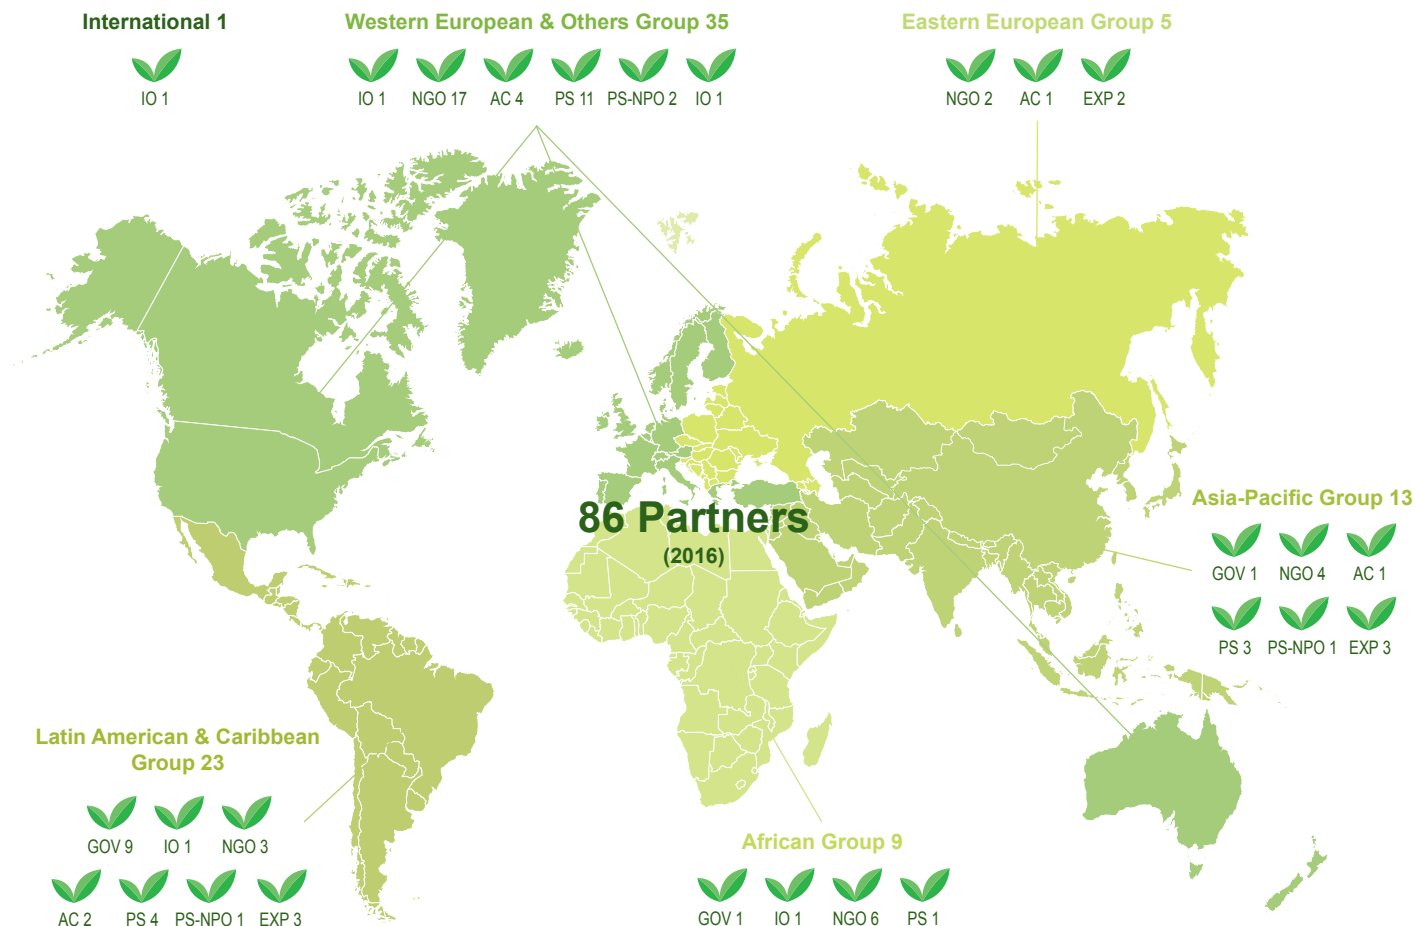 International 1
IO 1
Western European & Others Group 35
IO 1 NGO 17 AC 4 PS 11 PS-NPO 2 IO 1
Eastern European Group 5
NGO 2 AC 1 EXP 2
86 Partners
(2016)
Asia-Pacific Group 13
GOV 1 NGO 4 AC 1
PS 3 PS-NPO 1 EXP 3
Latin American & Caribbean
Group 23
GOV 9 IO 1 NGO 3
AC 2 PS 4 PS-NPO 1 EXP 3
African Group 9
GOV 1 IO 1 NGO 6 PS 1